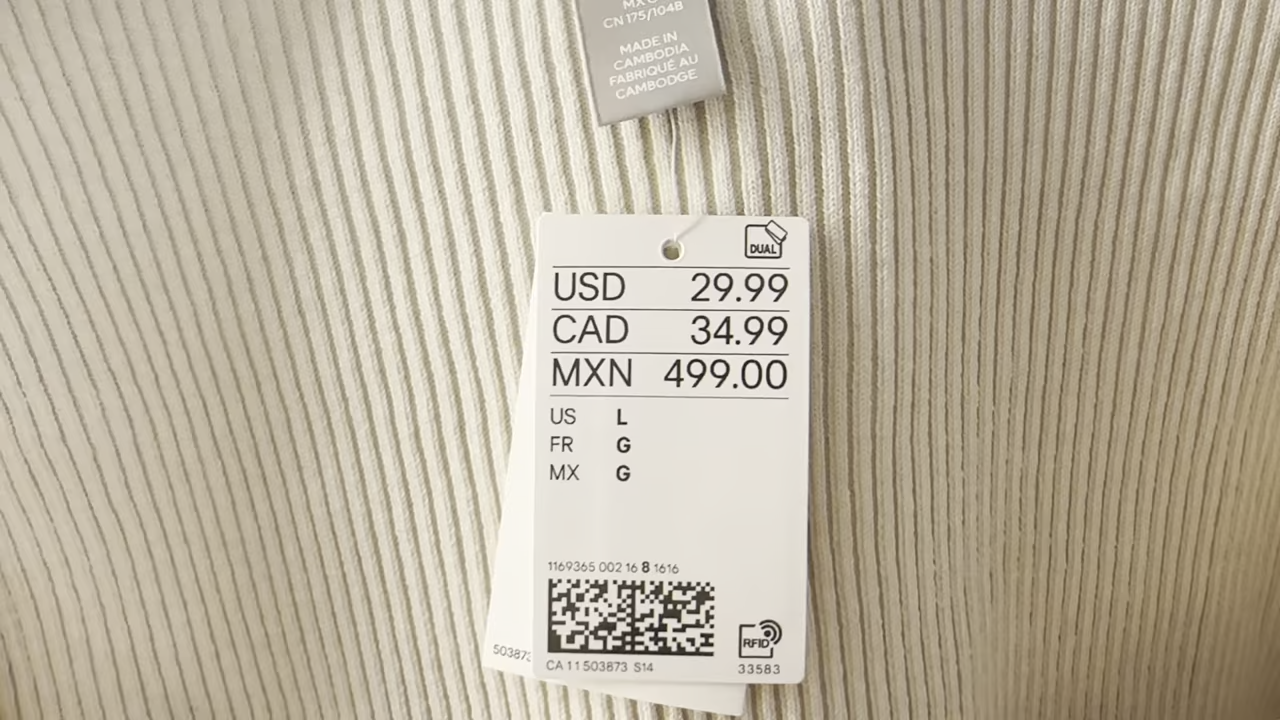 CN 175/104B
MADE IN
CAMBODIA
FABRIQUÉ AU
CAMBODGE
DUAL
USD 29.99
CAD 34.99
MXN 499.00
US L
FR G
MX G
1169365 002 16 8 1616
RFID
CA 11 503873 S14
33583